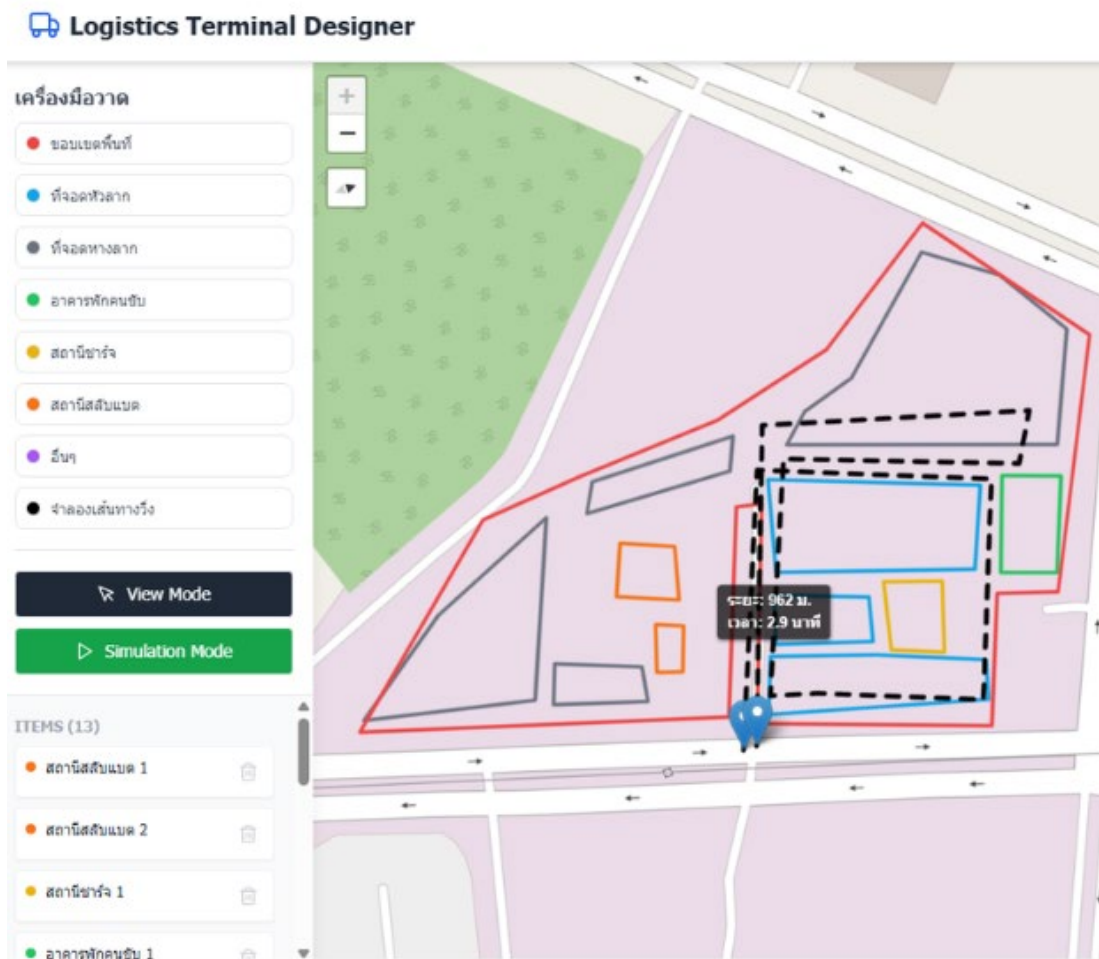 Logistics Terminal Designer
เครื่องมือวาด
ขอบเขตพื้นที่
ที่จอดหัวลาก
ที่จอดหางลาก
อาคารพักคนขับ
สถานีชาร์จ
สถานีสลับแบต
อื่นๆ
จำลองเส้นทางวิ่ง
View Mode
Simulation Mode
ITEMS (13)
สถานีสลับแบต 1
สถานีสลับแบต 2
สถานีชาร์จ 1
อาคารพักคนขับ 1
+
−
ระยะ: 962 ม.
เวลา: 2.9 นาที